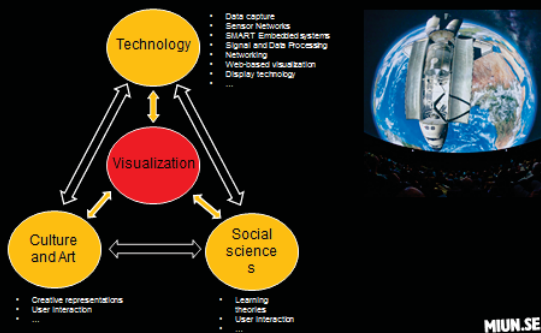 Technology
• Data capture
• Sensor Networks
• SMART Embedded systems
• Signal and Data Processing
• Networking
• Web-based visualization
• Display technology
• ...
Visualization
Culture
and Art
Social
science
s
• Creative representations
• User Interaction
• ...
• Learning
theories
• User Interaction
• ...
MIUN.SE